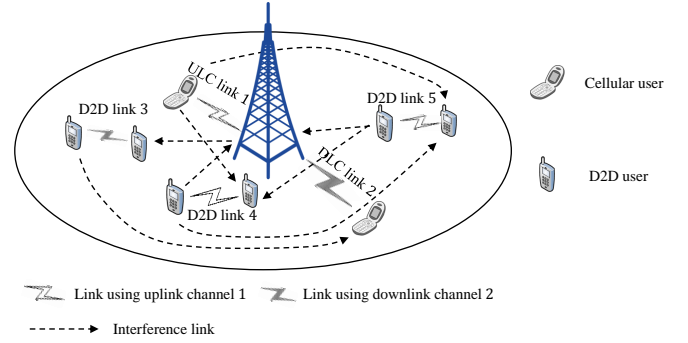 ULC link 1
D2D link 3
D2D link 5
Cellular user
DLC link 2
D2D user
D2D link 4
Link using uplink channel 1
Link using downlink channel 2
Interference link